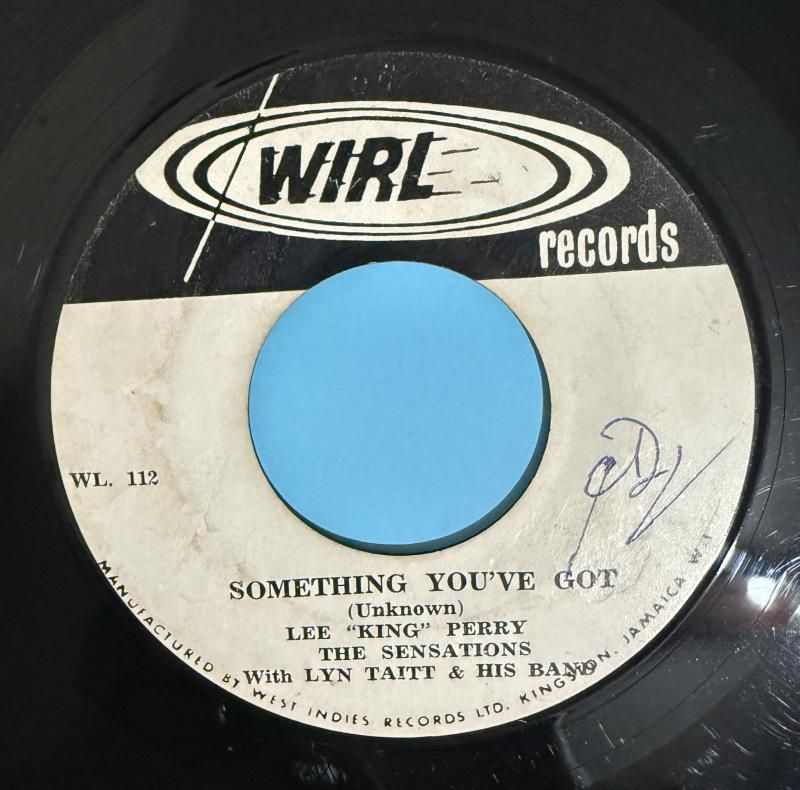 WIRL
records
WL. 112
SOMETHING YOU'VE GOT
(Unknown)
LEE "KING" PERRY
THE SENSATIONS
With LYN TAITT & HIS BAND
MANUFACTURED BY WEST INDIES RECORDS LTD. KINGSTON, JAMAICA W.I.